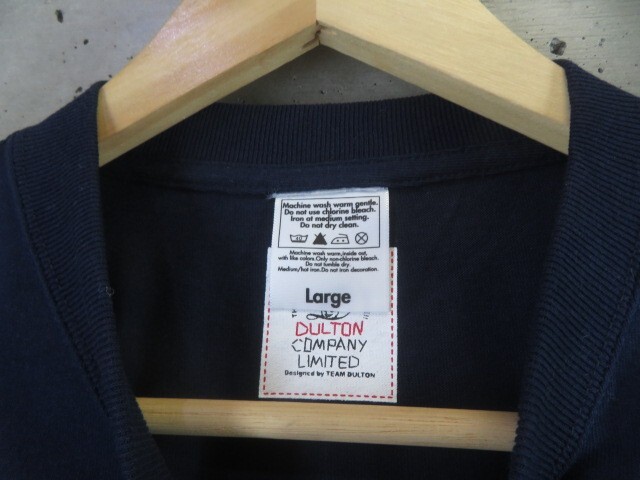 Machine wash warm gentle.
Do not use chlorine bleach.
Iron at medium setting.
Do not dry clean.
Machine wash warm, inside out,
with like colors. Only non-chlorine bleach.
Do not tumble dry.
Medium/hot iron. Do not iron decoration.
Large
DULTON
COMPANY
LIMITED
Designed by TEAM DULTON